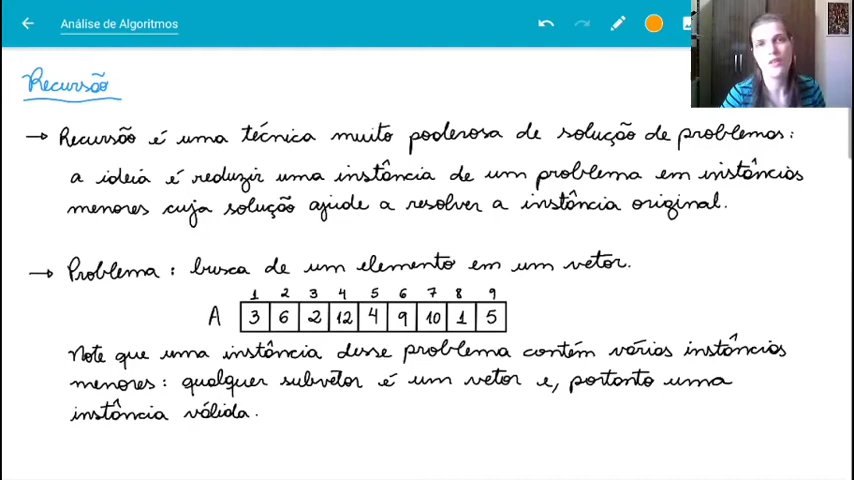 Análise de Algoritmos
Recursão
→ Recursão é uma técnica muito poderosa de solução de problemas:
a ideia é reduzir uma instância de um problema em instâncias
menores cuja solução ajude a resolver a instância original.
→ Problema: busca de um elemento em um vetor.
1 2 3 4 5 6 7 8 9
A 3 6 2 12 4 9 10 1 5
Note que uma instância desse problema contém várias instâncias
menores: qualquer subvetor é um vetor e, portanto uma
instância válida.